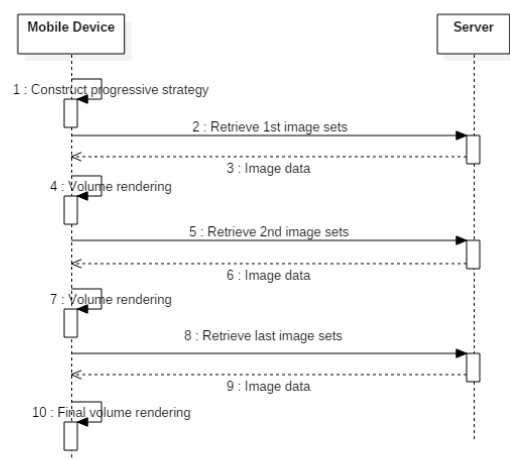 Mobile Device
Server
1 : Construct progressive strategy
2 : Retrieve 1st image sets
3 : Image data
4 : Volume rendering
5 : Retrieve 2nd image sets
6 : Image data
7 : Volume rendering
8 : Retrieve last image sets
9 : Image data
10 : Final volume rendering